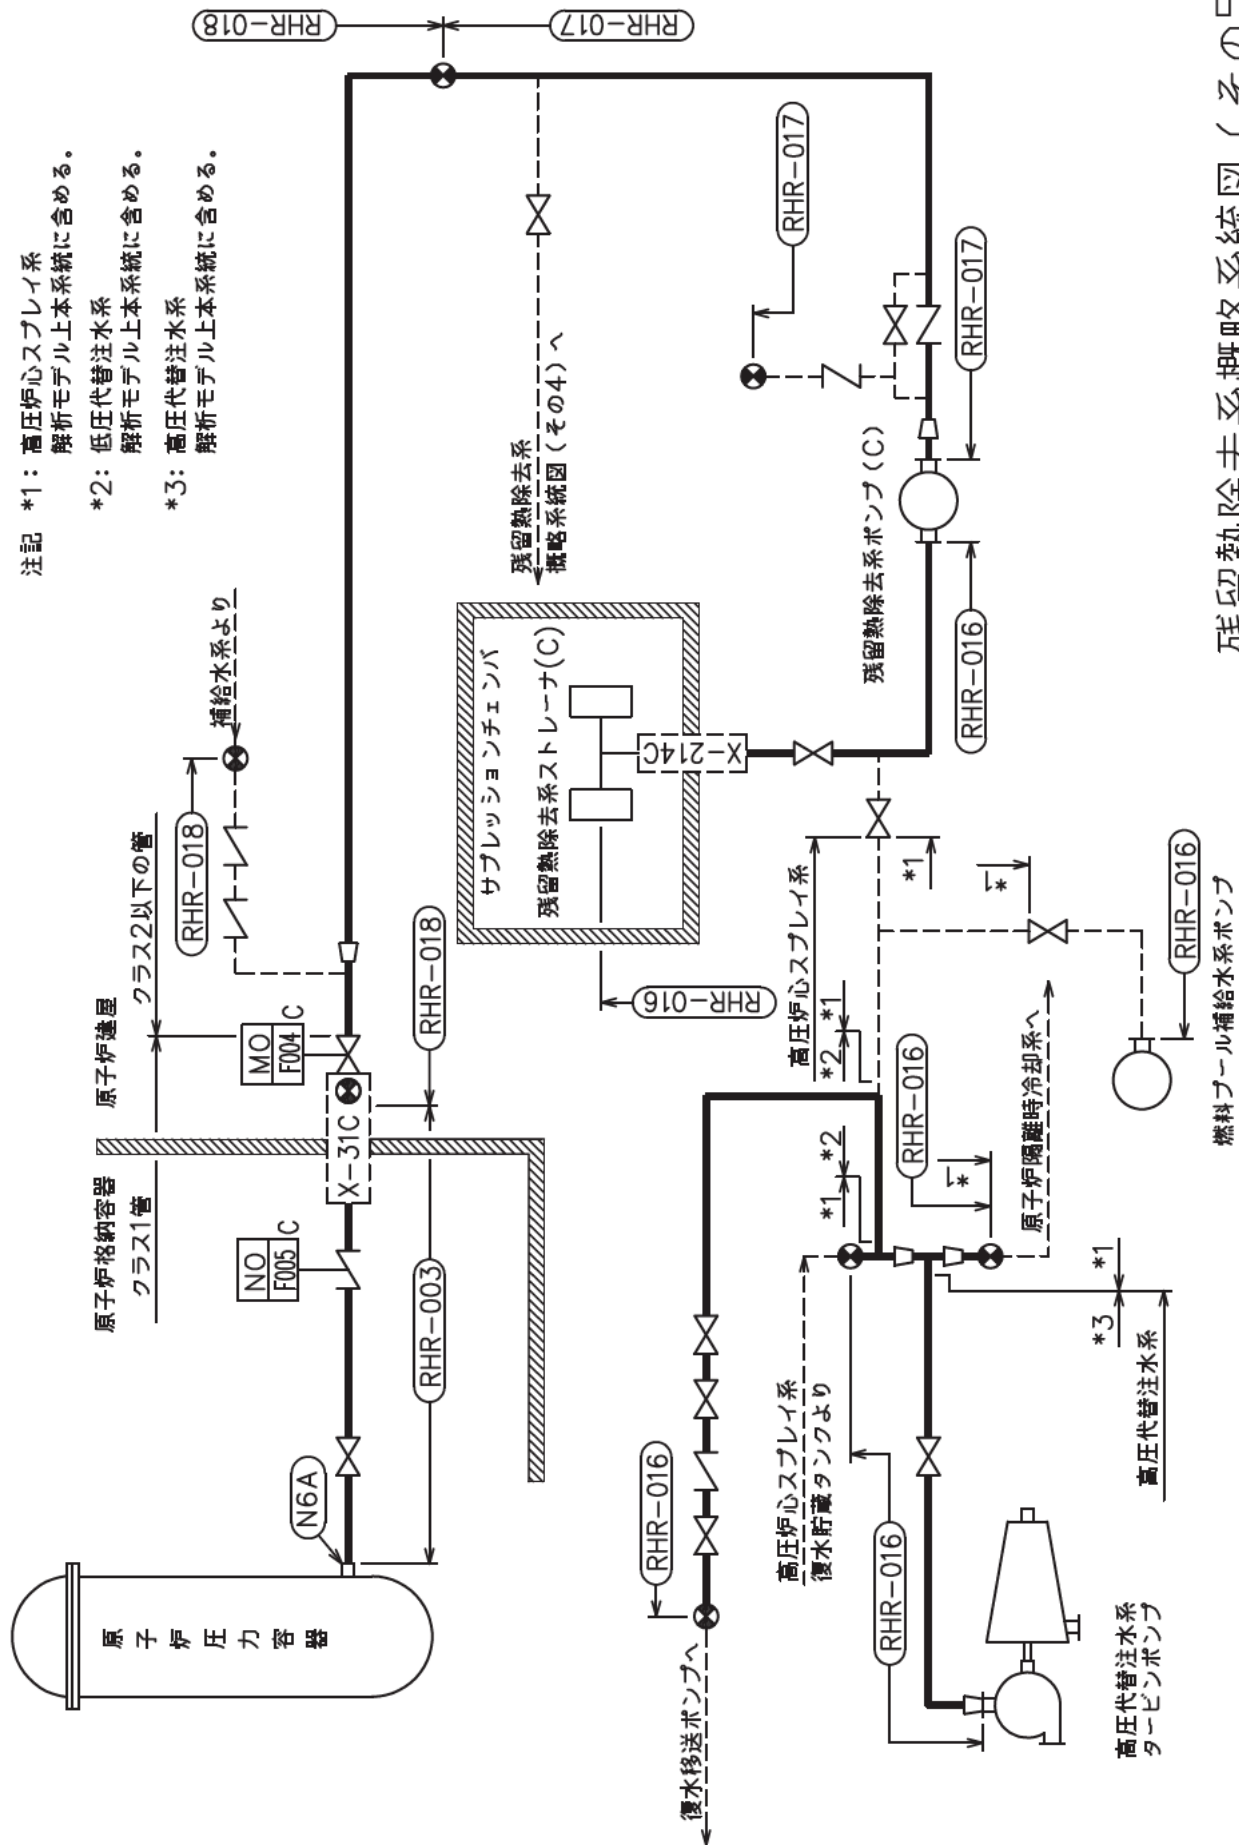 注記 *1：高圧炉心スプレイ系
解析モデル上本系統に含める。
*2：低圧代替注水系
解析モデル上本系統に含める。
*3：高圧代替注水系
解析モデル上本系統に含める。
原子炉圧力容器
N6A
RHR-003
原子炉格納容器
クラス1管
原子炉建屋
クラス2以下の管
NO
F005
C
X-31C
MO
F004
C
RHR-018
RHR-018
補給水系より
RHR-018
RHR-017
残留熱除去系
概略系統図（その4）へ
サプレッションチェンバ
残留熱除去系ストレーナ(C)
X-214C
RHR-016
RHR-017
残留熱除去系ポンプ(C)
RHR-016
RHR-017
復水移送ポンプへ
RHR-016
高圧炉心スプレイ系
*2
*1
*1
高圧炉心スプレイ系
復水貯蔵タンクより
*1
*2
RHR-016
*1
原子炉隔離時冷却系へ
*1
RHR-016
燃料プール補給水系ポンプ
RHR-016
*3
*1
高圧代替注水系
高圧代替注水系
タービンポンプ
残留熱除去系概略系統図（その